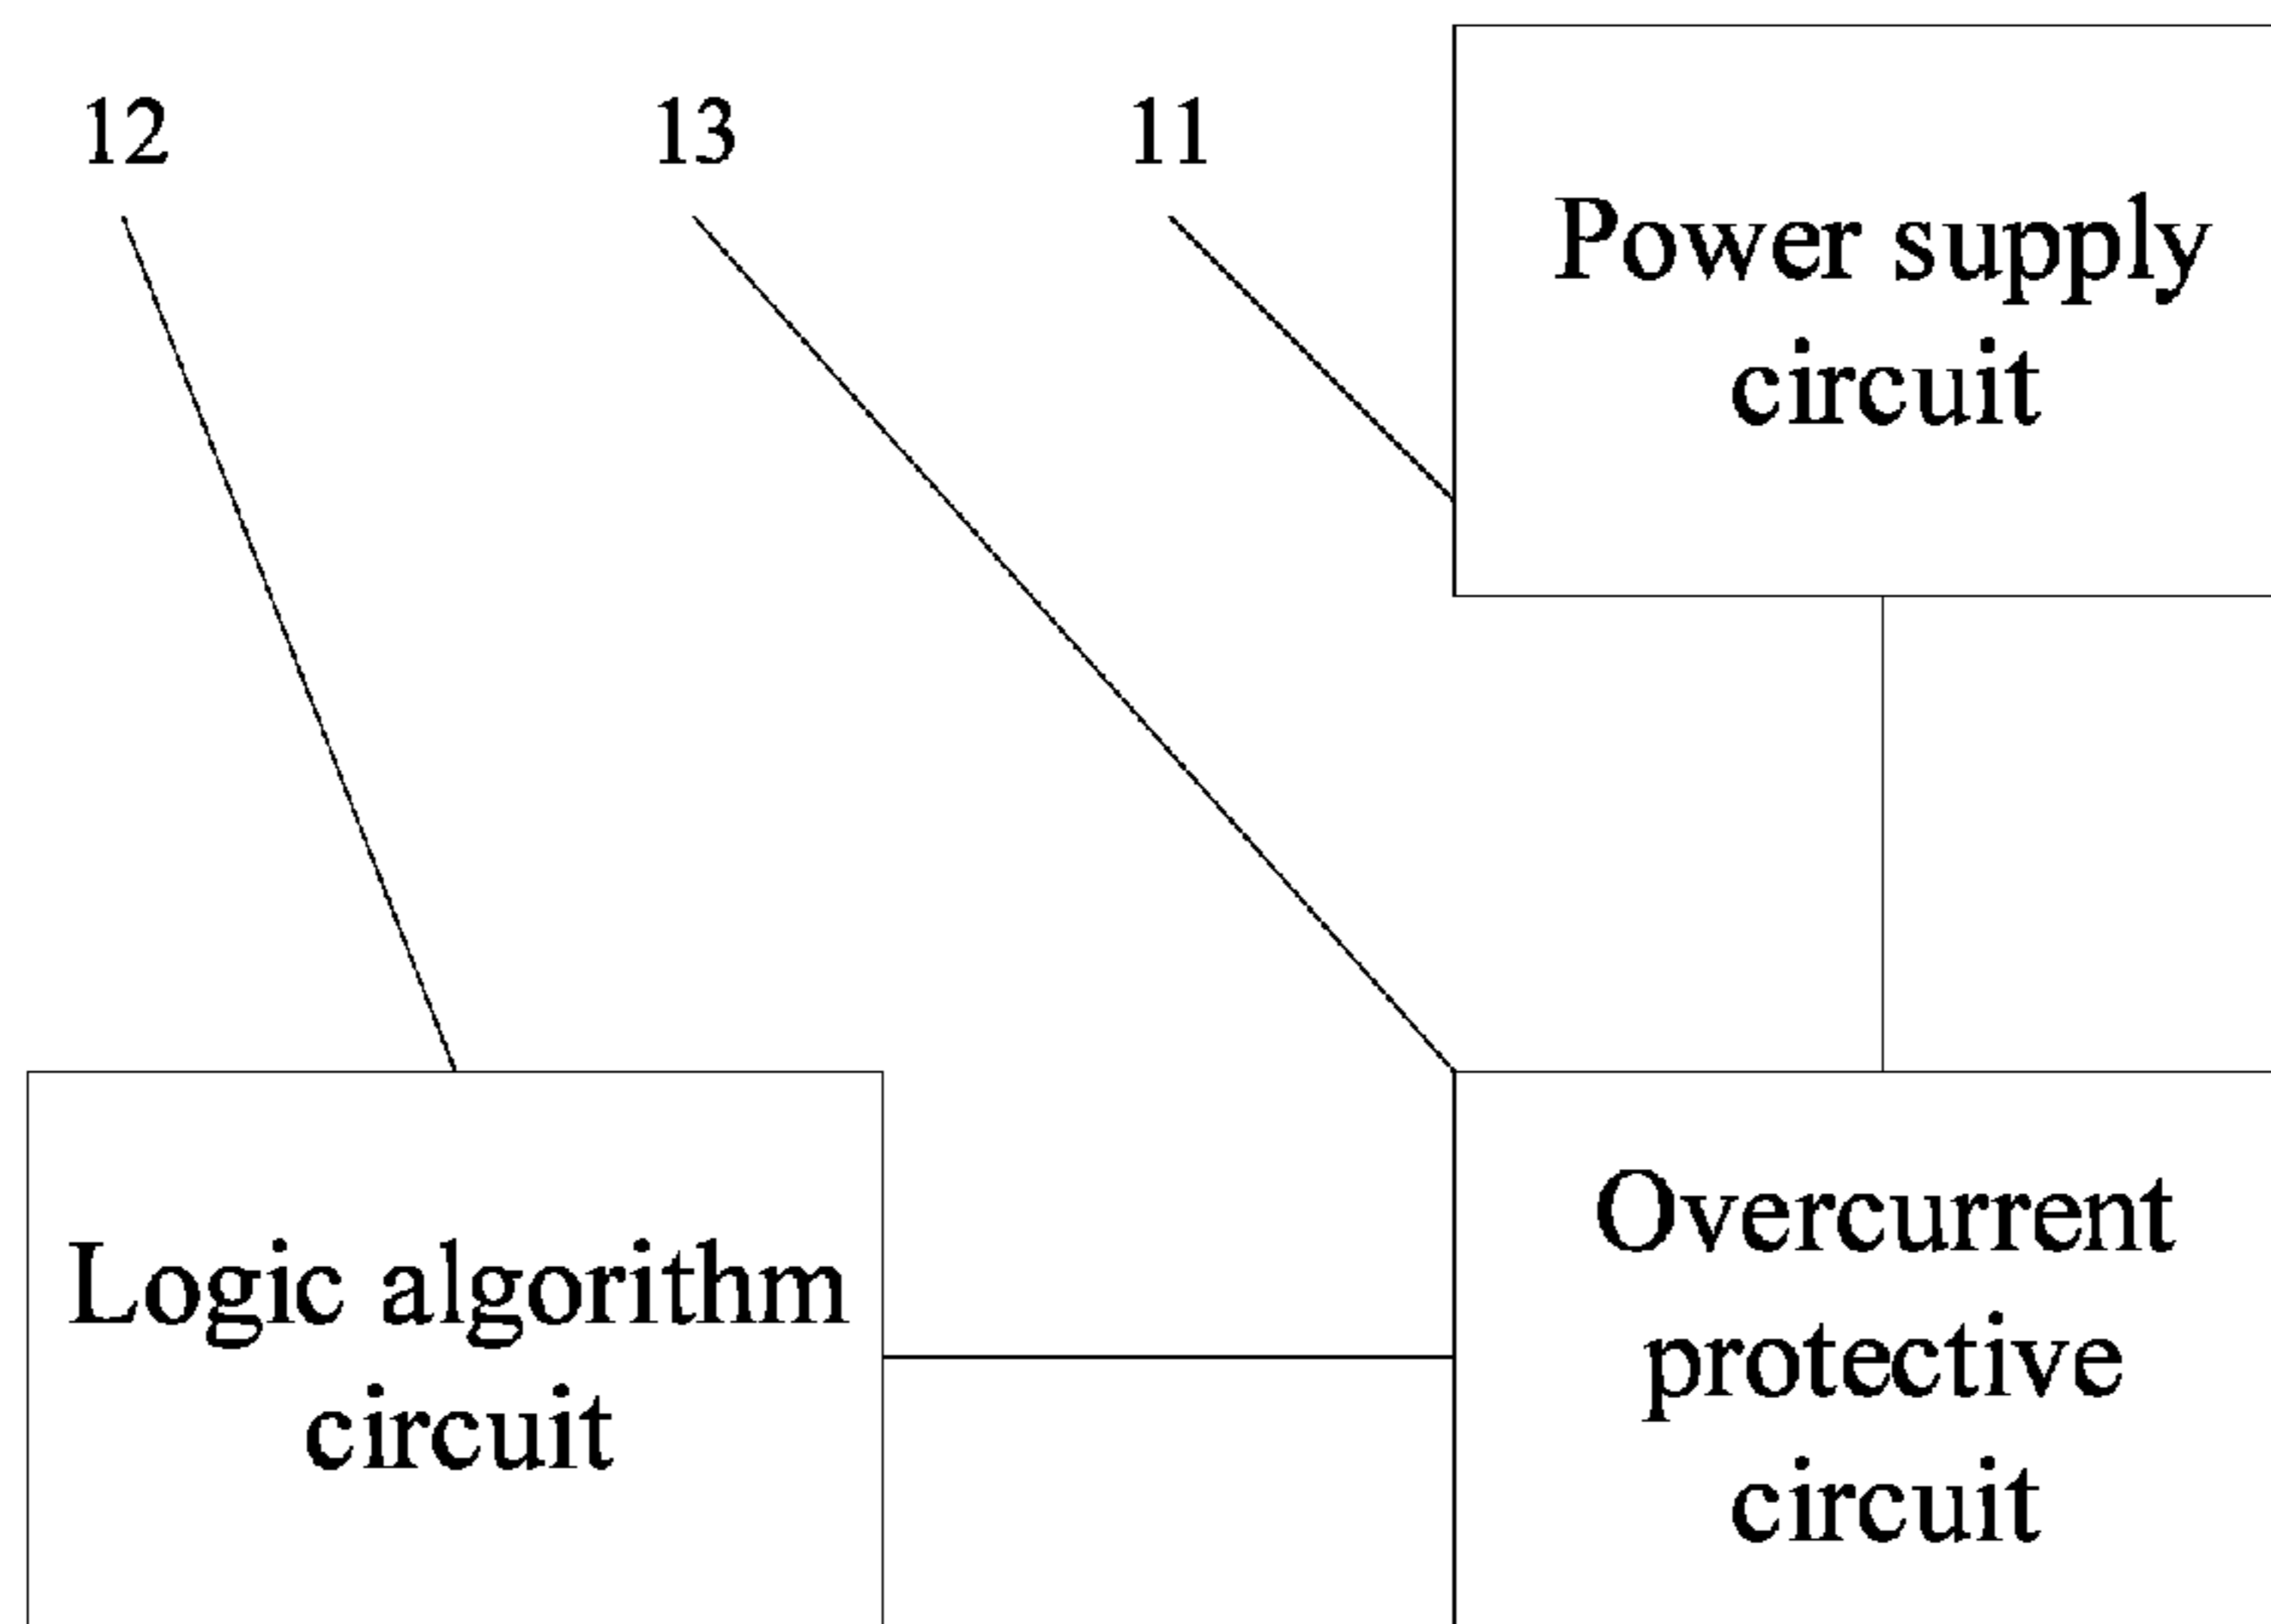 12
13
11
Power supply
circuit
Logic algorithm
circuit
Overcurrent
protective
circuit